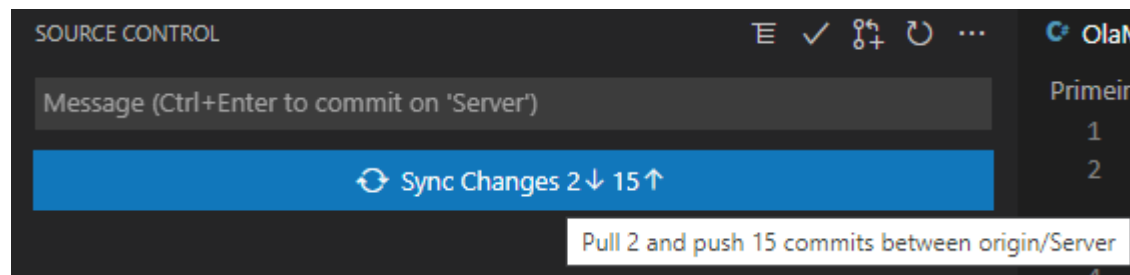 SOURCE CONTROL
Message (Ctrl+Enter to commit on 'Server')
Sync Changes 2↓ 15↑
Pull 2 and push 15 commits between origin/Server
C# Ola
Primeir
1
2